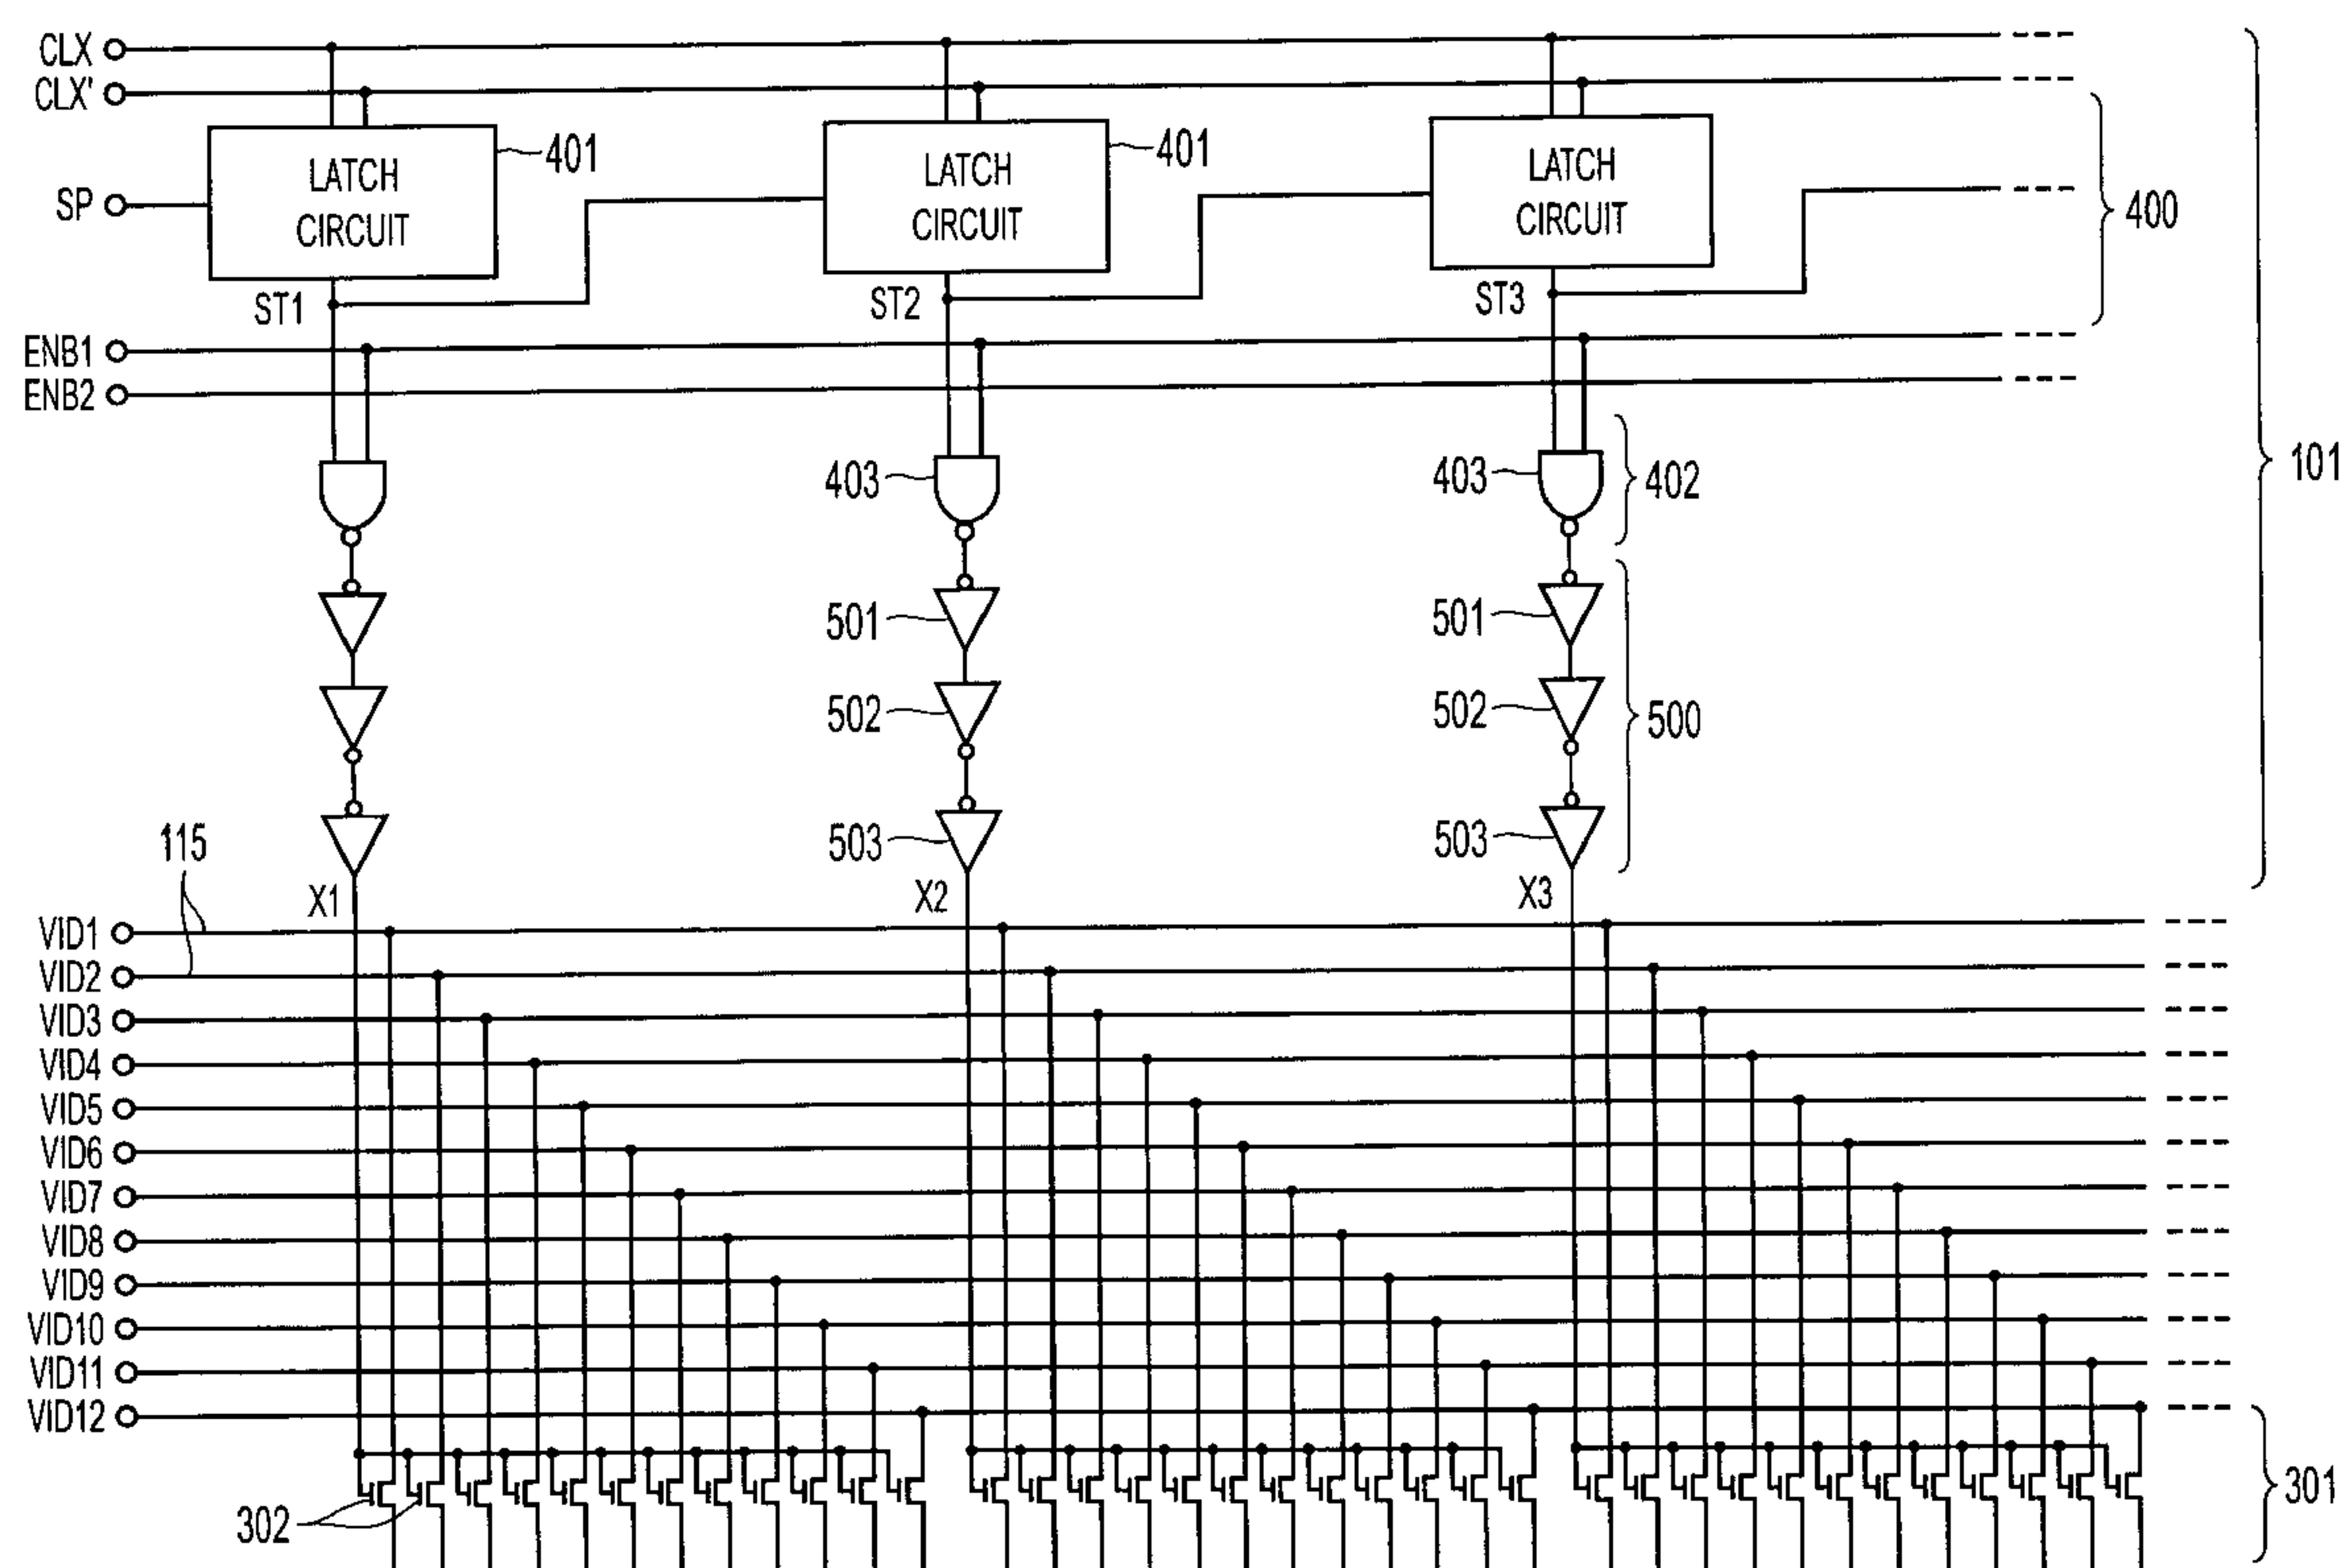 CLX
CLX'
LATCH CIRCUIT
401
LATCH CIRCUIT
401
LATCH CIRCUIT
SP
400
ST1
ST2
ST3
ENB1
ENB2
101
403
403
402
501
501
502
502
500
503
503
115
X1
X2
X3
VID1
VID2
VID3
VID4
VID5
VID6
VID7
VID8
VID9
VID10
VID11
VID12
302
301